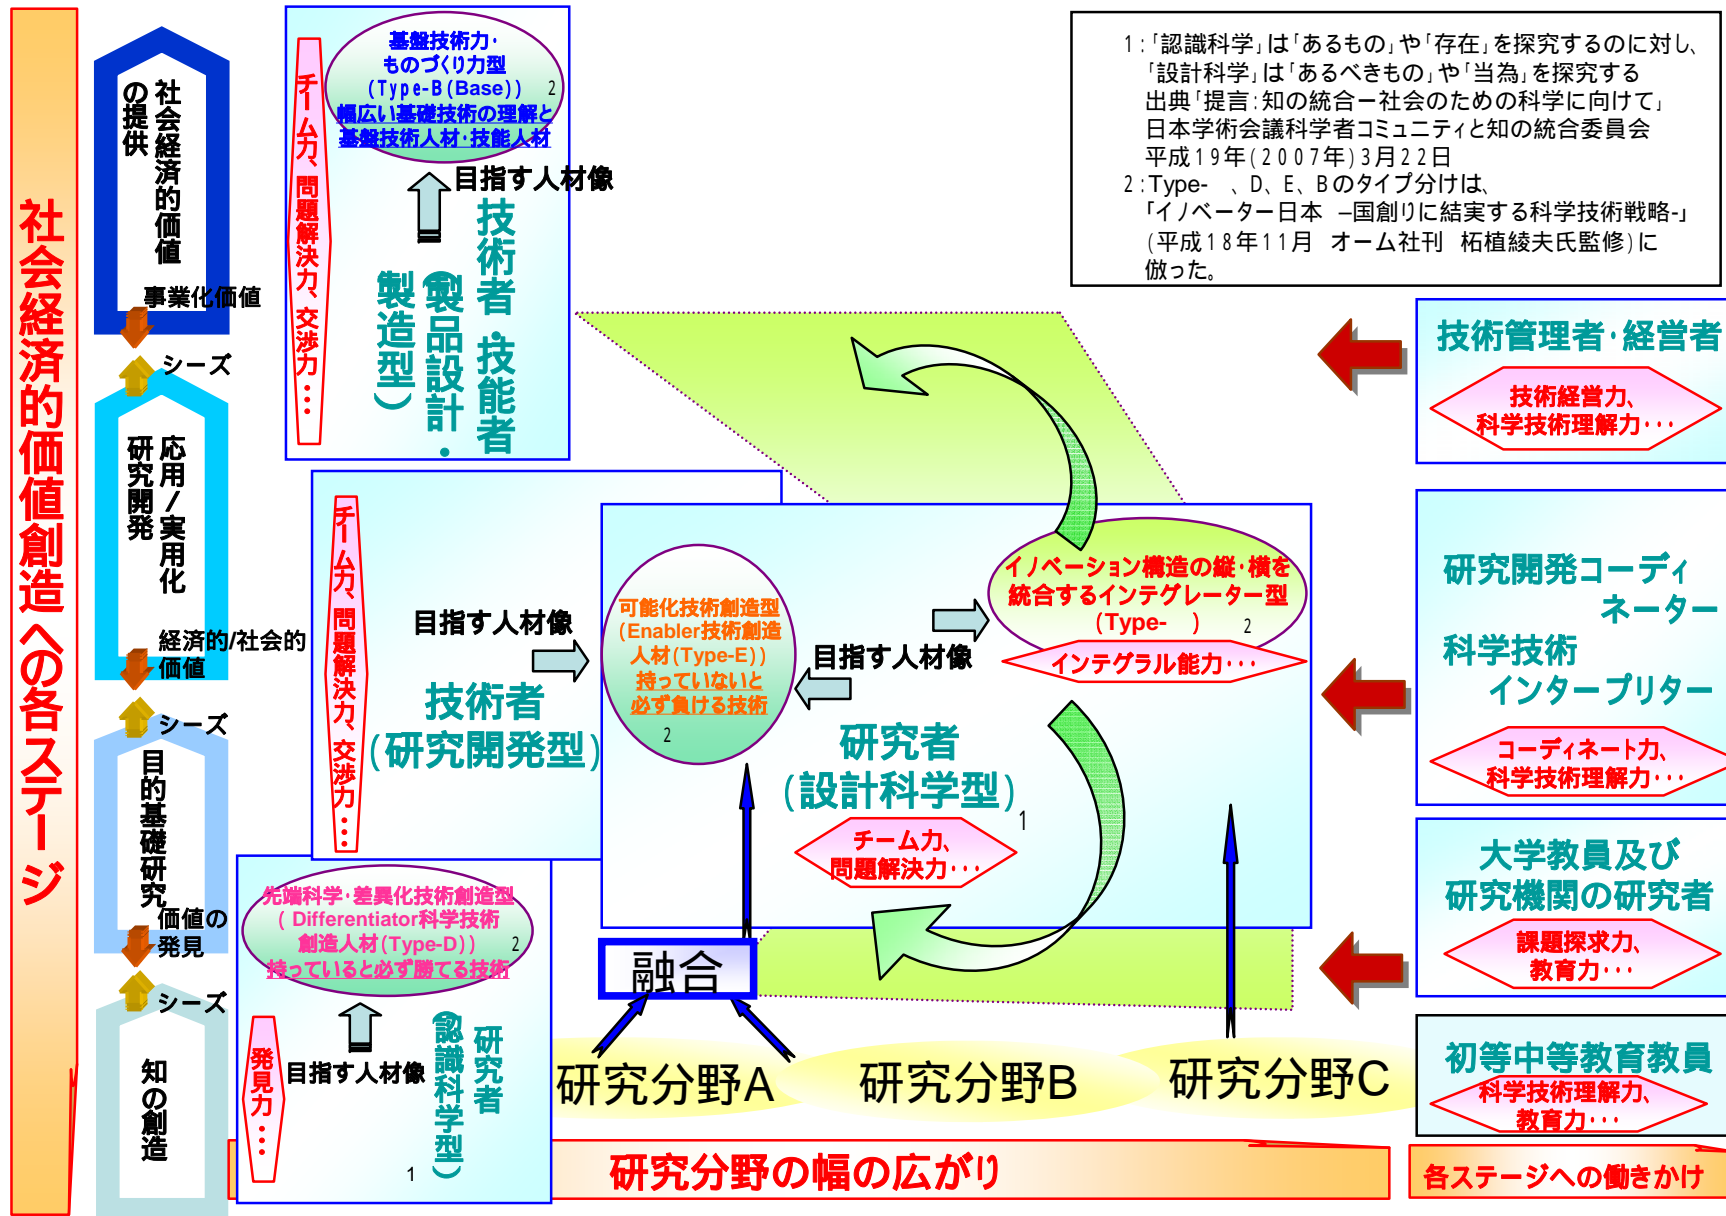 社会経済的価値創造への各ステージ
社会経済的価値
の提供
事業化価値
シーズ
応用/実用化
研究開発
経済的/社会的
価値
シーズ
目的基礎研究
価値の
発見
シーズ
知の創造
チーム力、問題解決力、交渉力・・・
基盤技術力・
ものづくり力型
(Type-B(Base))
2
幅広い基礎技術の理解と
基盤技術人材・技能人材
目指す人材像
技術者・技能者
(製品設計・
製造型)
1:「認識科学」は「あるもの」や「存在」を探究するのに対し、
「設計科学」は「あるべきもの」や「当為」を探究する
出典「提言:知の統合ー社会のための科学に向けて」
日本学術会議科学者コミュニティと知の統合委員会
平成19年(2007年)3月22日
2:Type- 、D、E、Bのタイプ分けは、
「イノベーター日本 –国創りに結実する科学技術戦略-」
(平成18年11月 オーム社刊 柘植綾夫氏監修)に
倣った。
チーム力、問題解決力、交渉力・・・
目指す人材像
技術者
(研究開発型)
可能化技術創造型
(Enabler技術創造
人材(Type-E))
持っていないと
必ず負ける技術
2
目指す人材像
イノベーション構造の縦・横を
統合するインテグレーター型
(Type- )
2
インテグラル能力・・・
研究者
(設計科学型)
1
チーム力、
問題解決力・・・
先端科学・差異化技術創造型
( Differentiator科学技術
創造人材(Type-D))
2
持っていると必ず勝てる技術
発見力・・・
目指す人材像
研究者
(認識科学型)
1
融合
研究分野A
研究分野B
研究分野C
研究分野の幅の広がり
技術管理者・経営者
技術経営力、
科学技術理解力・・・
研究開発コーディ
ネーター
科学技術
インタープリター
コーディネート力、
科学技術理解力・・・
大学教員及び
研究機関の研究者
課題探求力、
教育力・・・
初等中等教育教員
科学技術理解力、
教育力・・・
各ステージへの働きかけ